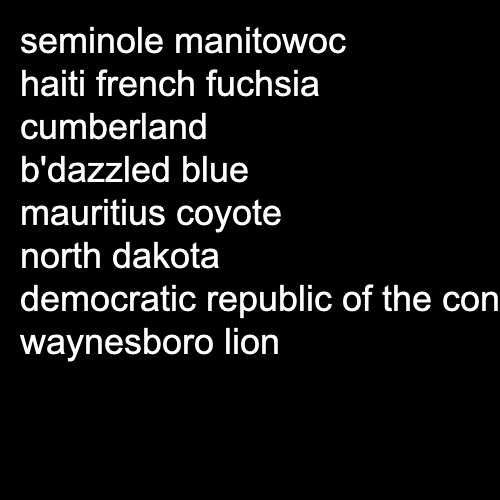 seminole manitowoc
haiti french fuchsia
cumberland
b'dazzled blue
mauritius coyote
north dakota
democratic republic of the con
waynesboro lion